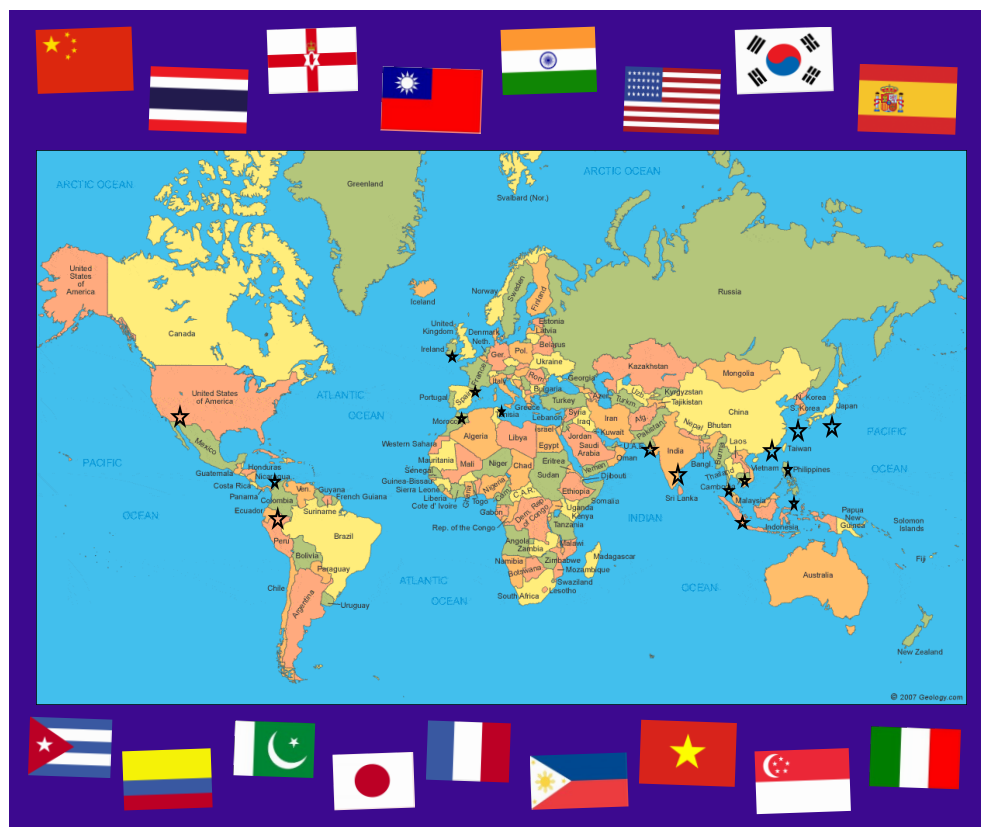 ARCTIC OCEAN
ARCTIC OCEAN
Greenland
Svalbard (Nor.)
United
States
of
America
Canada
Iceland
Norway
Sweden
Finland
Russia
United
Kingdom
Denmark
Estonia
Latvia
Neth.
Belarus
Ireland
Ger.
Pol.
Ukraine
France
Rom.
Kazakhstan
Mongolia
United States
of America
ATLANTIC
OCEAN
Portugal
Spain
Italy
Bulgaria
Georgia
Turkey
Azer.
Uzb.
Turkm.
Kyrgyzstan
Tajikistan
China
N. Korea
S. Korea
Japan
Greece
Tunisia
Lebanon
Syria
Iraq
Iran
Afg.
Pakistan
Nepal
Bhutan
Morocco
Israel
Jordan
Kuwait
PACIFIC
OCEAN
Mexico
Western Sahara
Algeria
Libya
Egypt
Saudi
Arabia
U.A.E.
Oman
India
Bangl.
Burma
Laos
Taiwan
PACIFIC
OCEAN
Honduras
Guatemala
Nicaragua
Costa Rica
Panama
Mauritania
Mali
Niger
Chad
Sudan
Eritrea
Yemen
Djibouti
Senegal
Guinea-Bissau
Sierra Leone
Liberia
Cote d' Ivoire
Ghana
Togo
Nigeria
Cam.
C.A.R.
Ethiopia
Somalia
Thailand
Vietnam
Philippines
Cambodia
Sri Lanka
Malaysia
Ven.
Guyana
French Guiana
Suriname
Colombia
Ecuador
Gabon
Rep. of the Congo
Dem. Rep.
of Congo
Uganda
Kenya
Tanzania
INDIAN
OCEAN
Indonesia
Papua
New
Guinea
Solomon
Islands
Peru
Brazil
Bolivia
Paraguay
Chile
Argentina
Uruguay
ATLANTIC
OCEAN
Angola
Zambia
Malawi
Namibia
Zimbabwe
Botswana
Mozambique
Madagascar
Swaziland
Lesotho
South Africa
Fiji
Australia
New Zealand
© 2007 Geology.com